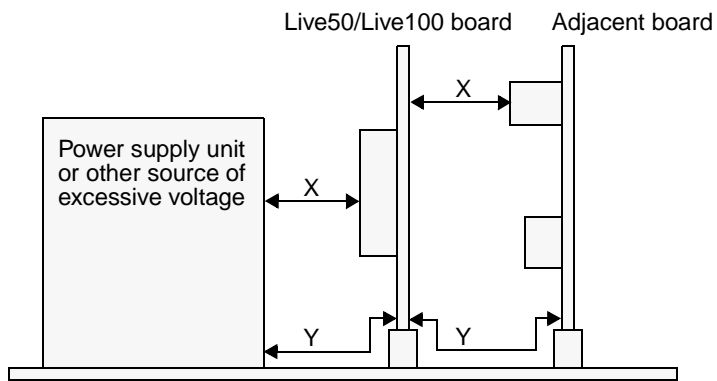 Live50/Live100 board
Adjacent board
X
Power supply unit
or other source of
excessive voltage
X
Y
Y